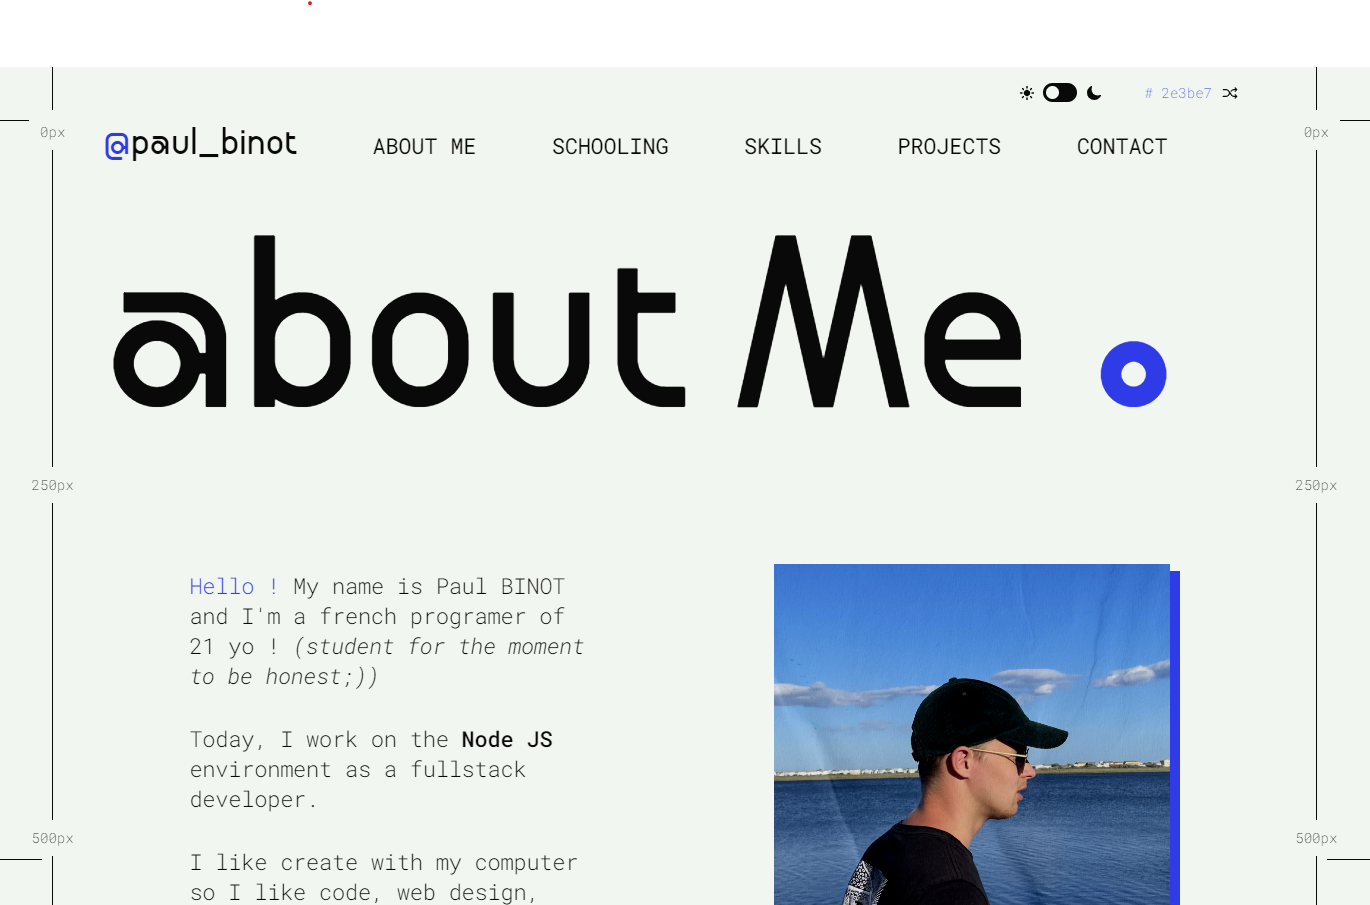 # 2e3be7
0px
0px
@paul_binot ABOUT ME SCHOOLING SKILLS PROJECTS CONTACT
about Me
250px
250px
Hello ! My name is Paul BINOT
and I'm a french programer of
21 yo ! (student for the moment
to be honest;))
Today, I work on the Node JS
environment as a fullstack
developer.
500px
500px
I like create with my computer
so I like code, web design,